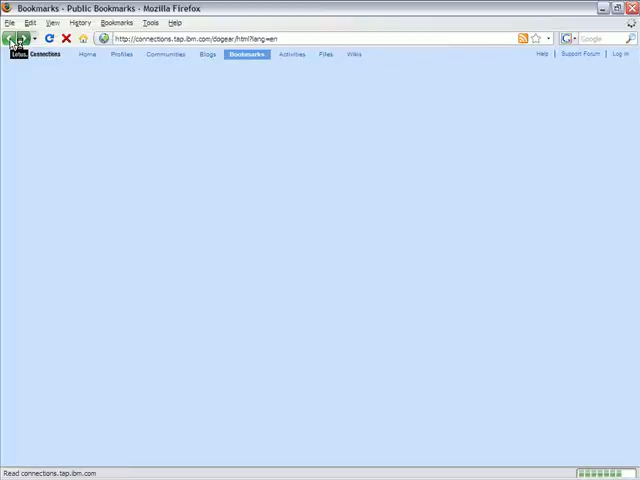 Bookmarks - Public Bookmarks - Mozilla Firefox
File Edit View History Bookmarks Tools Help
http://connections.tap.ibm.com/dogear/html?lang=en Google
Lotus. Connections Home Profiles Communities Blogs Bookmarks Activities Files Wikis Help Support Forum Log In
Read connections.tap.ibm.com